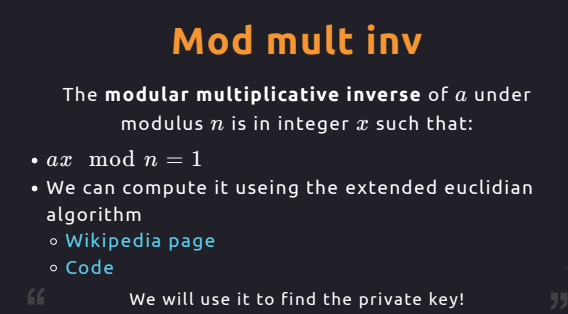 Mod mult inv
The modular multiplicative inverse of a under
modulus n is in integer x such that:
• ax mod n = 1
• We can compute it useing the extended euclidian
algorithm
◦ Wikipedia page
◦ Code
“ We will use it to find the private key! ”